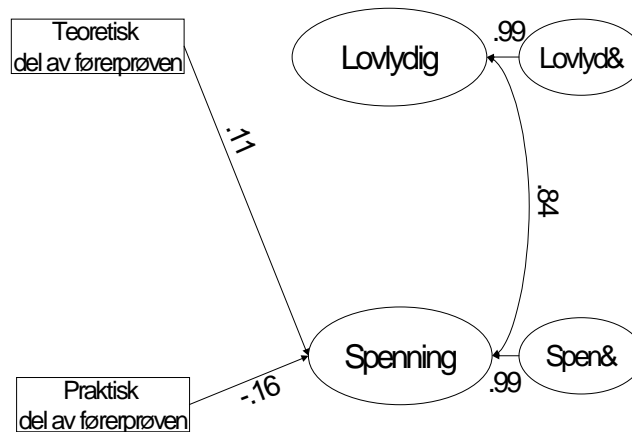 Teoretisk
del av førerprøven
Lovlydig
.99
Lovlyd&
.11
.84
Spenning
.99
Spen&
Praktisk
del av førerprøven
-.16